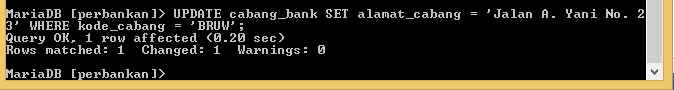 MariaDB [perbankan]> UPDATE cabang_bank SET alamat_cabang = 'Jalan A. Yani No. 2
3' WHERE kode_cabang = 'BRUW';
Query OK, 1 row affected (0.20 sec)
Rows matched: 1  Changed: 1  Warnings: 0
MariaDB [perbankan]>